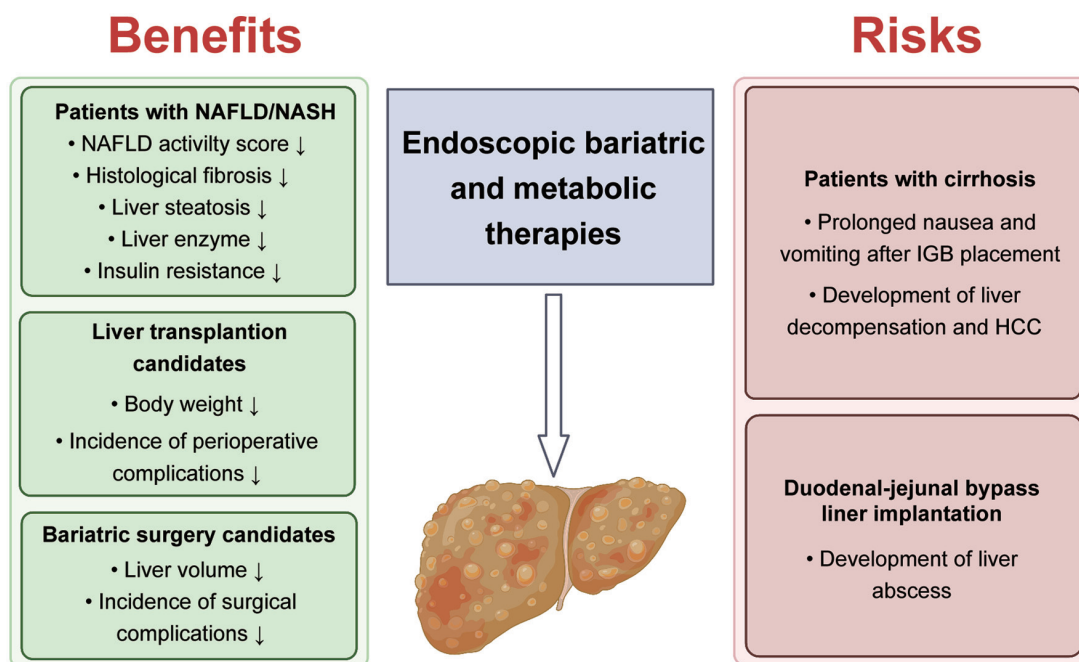 Benefits
Patients with NAFLD/NASH
• NAFLD activilty score ↓
• Histological fibrosis ↓
• Liver steatosis ↓
• Liver enzyme ↓
• Insulin resistance ↓
Liver transplantion
candidates
• Body weight ↓
• Incidence of perioperative
complications ↓
Bariatric surgery candidates
• Liver volume ↓
• Incidence of surgical
complications ↓
Endoscopic bariatric
and metabolic
therapies
Risks
Patients with cirrhosis
• Prolonged nausea and
vomiting after IGB placement
• Development of liver
decompensation and HCC
Duodenal-jejunal bypass
liner implantation
• Development of liver
abscess